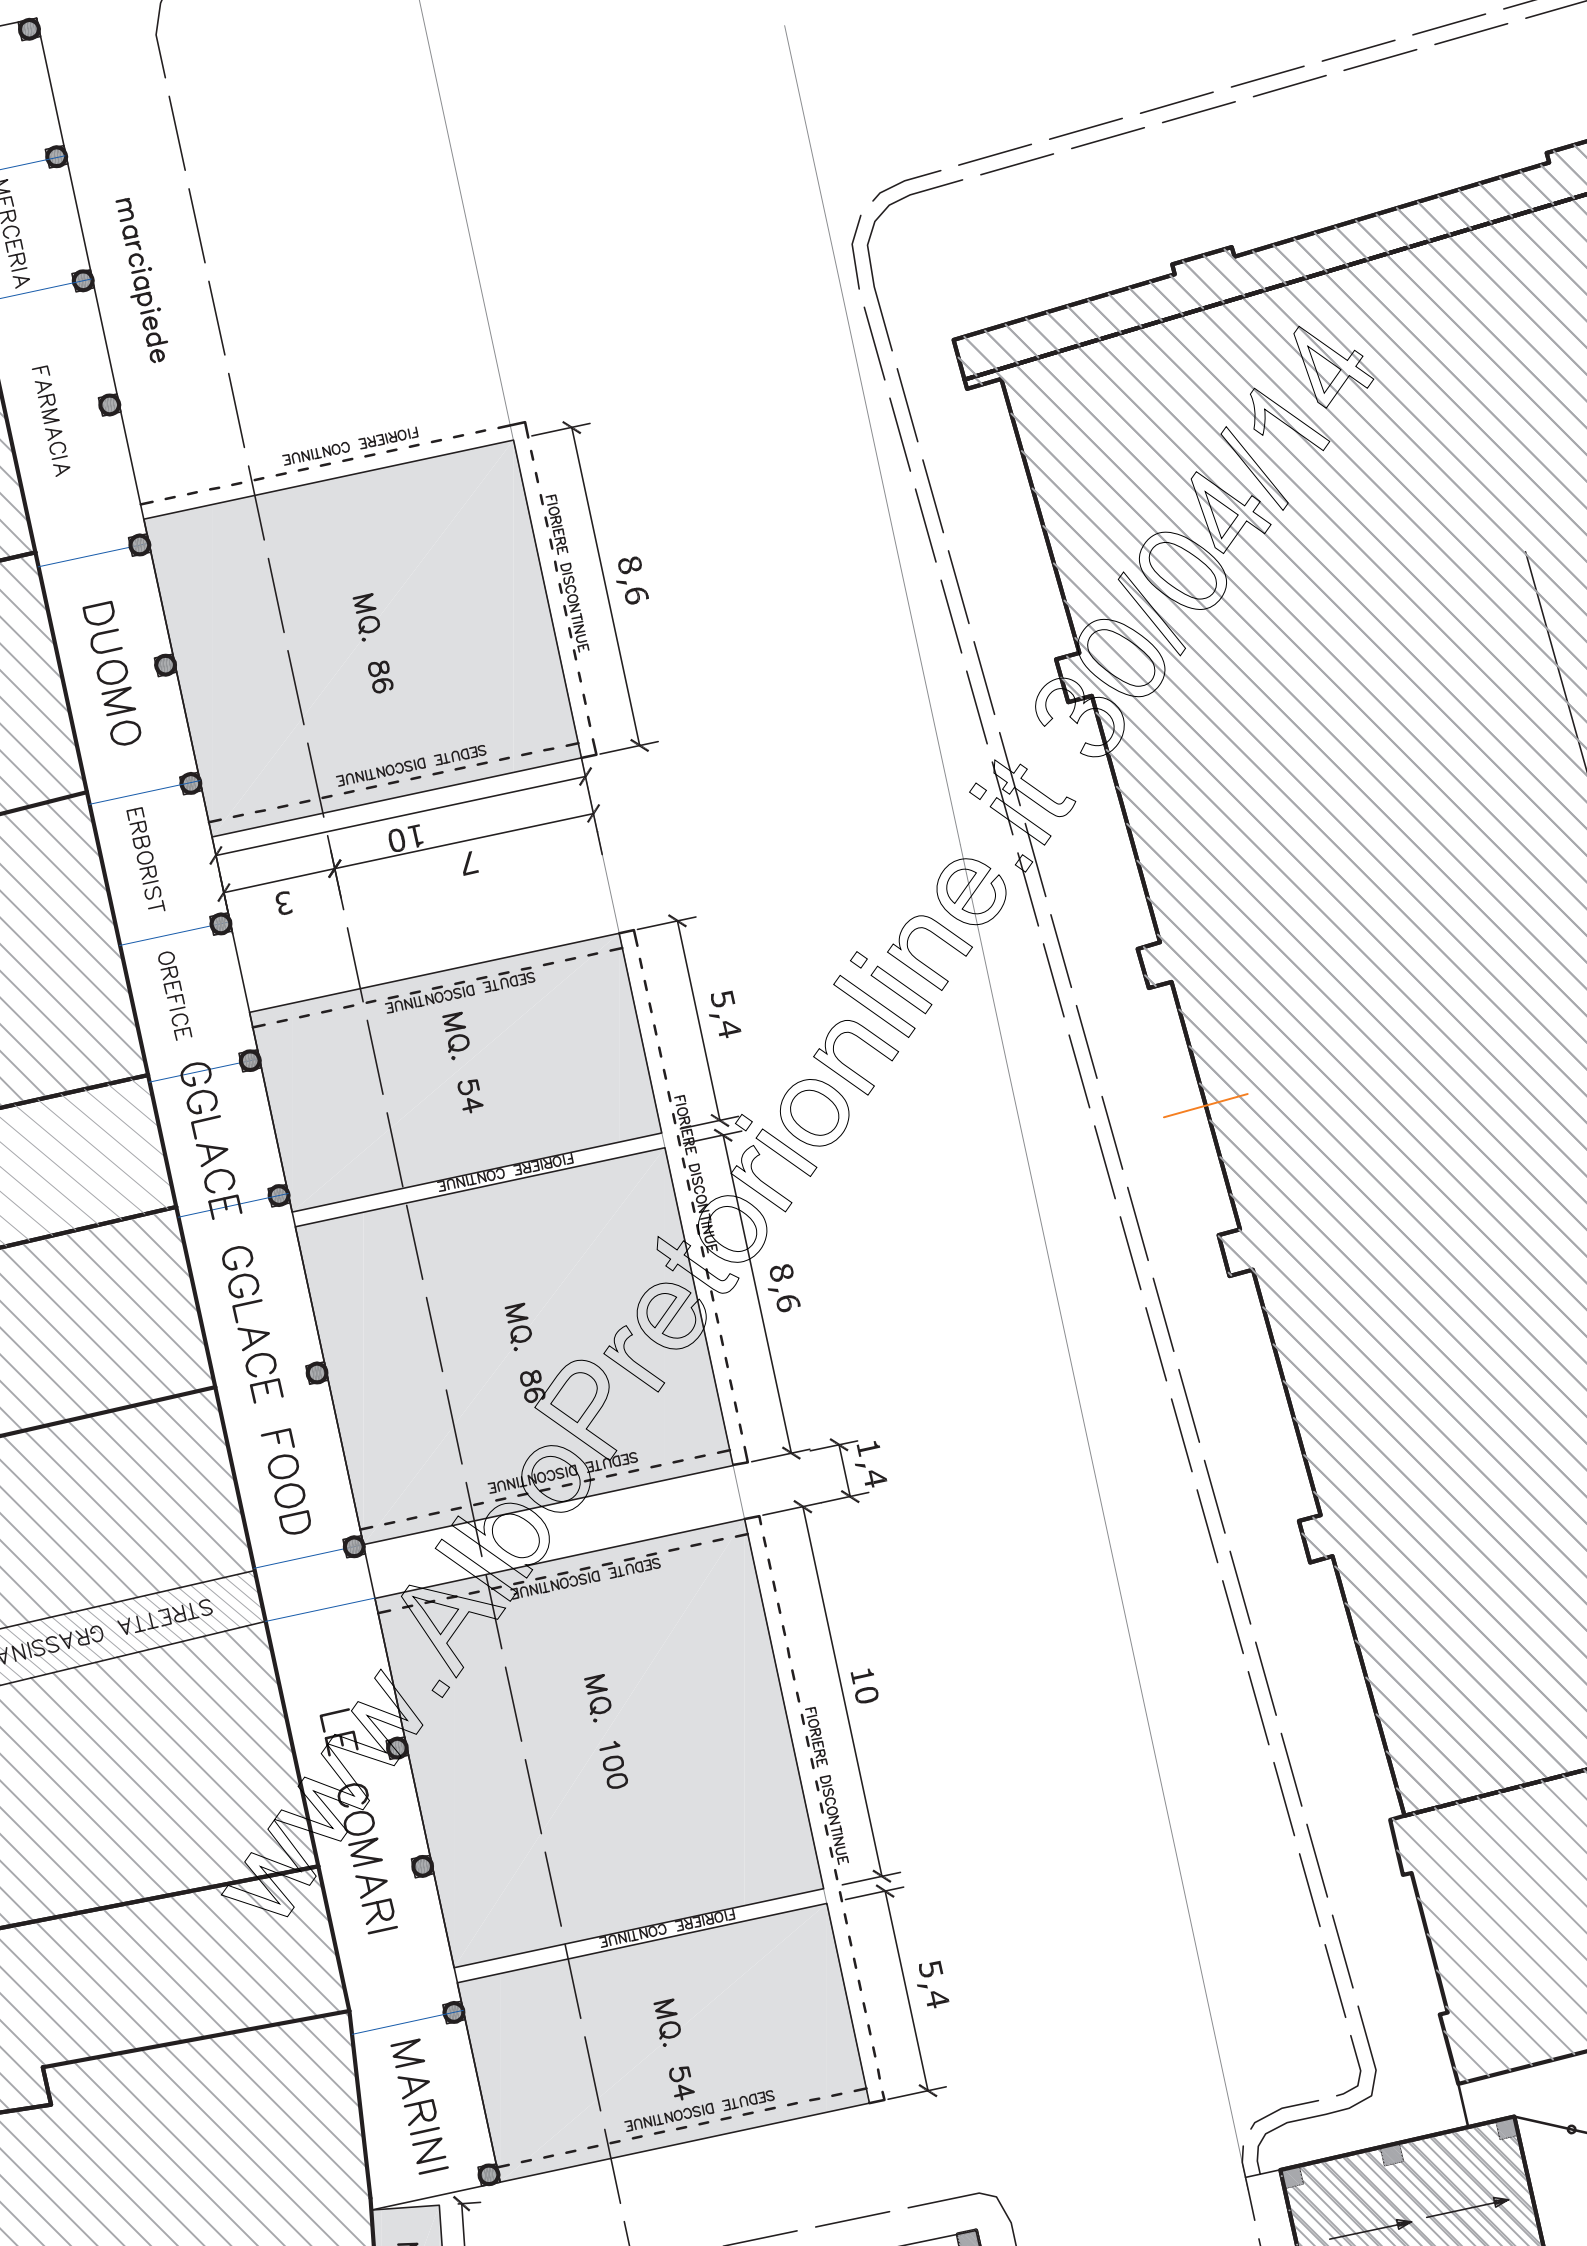 MERCERIA
marciapiede
FARMACIA
FIORIERE CONTINUE
FIORIERE DISCONTINUE
8,6
MQ. 86
DUOMO
SEDUTE DISCONTINUE
ERBORIST
10
7
3
OREFICE
SEDUTE DISCONTINUE
5,4
MQ. 54
GGLACE
FIORIERE DISCONTINUE
FIORIERE CONTINUE
GGLACE FOOD
8,6
MQ. 86
SEDUTE DISCONTINUE
1,4
SEDUTE DISCONTINUE
STRETTA GRASSINA
10
MQ. 100
FIORIERE DISCONTINUE
LE COMARI
FIORIERE CONTINUE
5,4
MQ. 54
SEDUTE DISCONTINUE
MARINI
www.AlboPretorionline.it 30/04/14